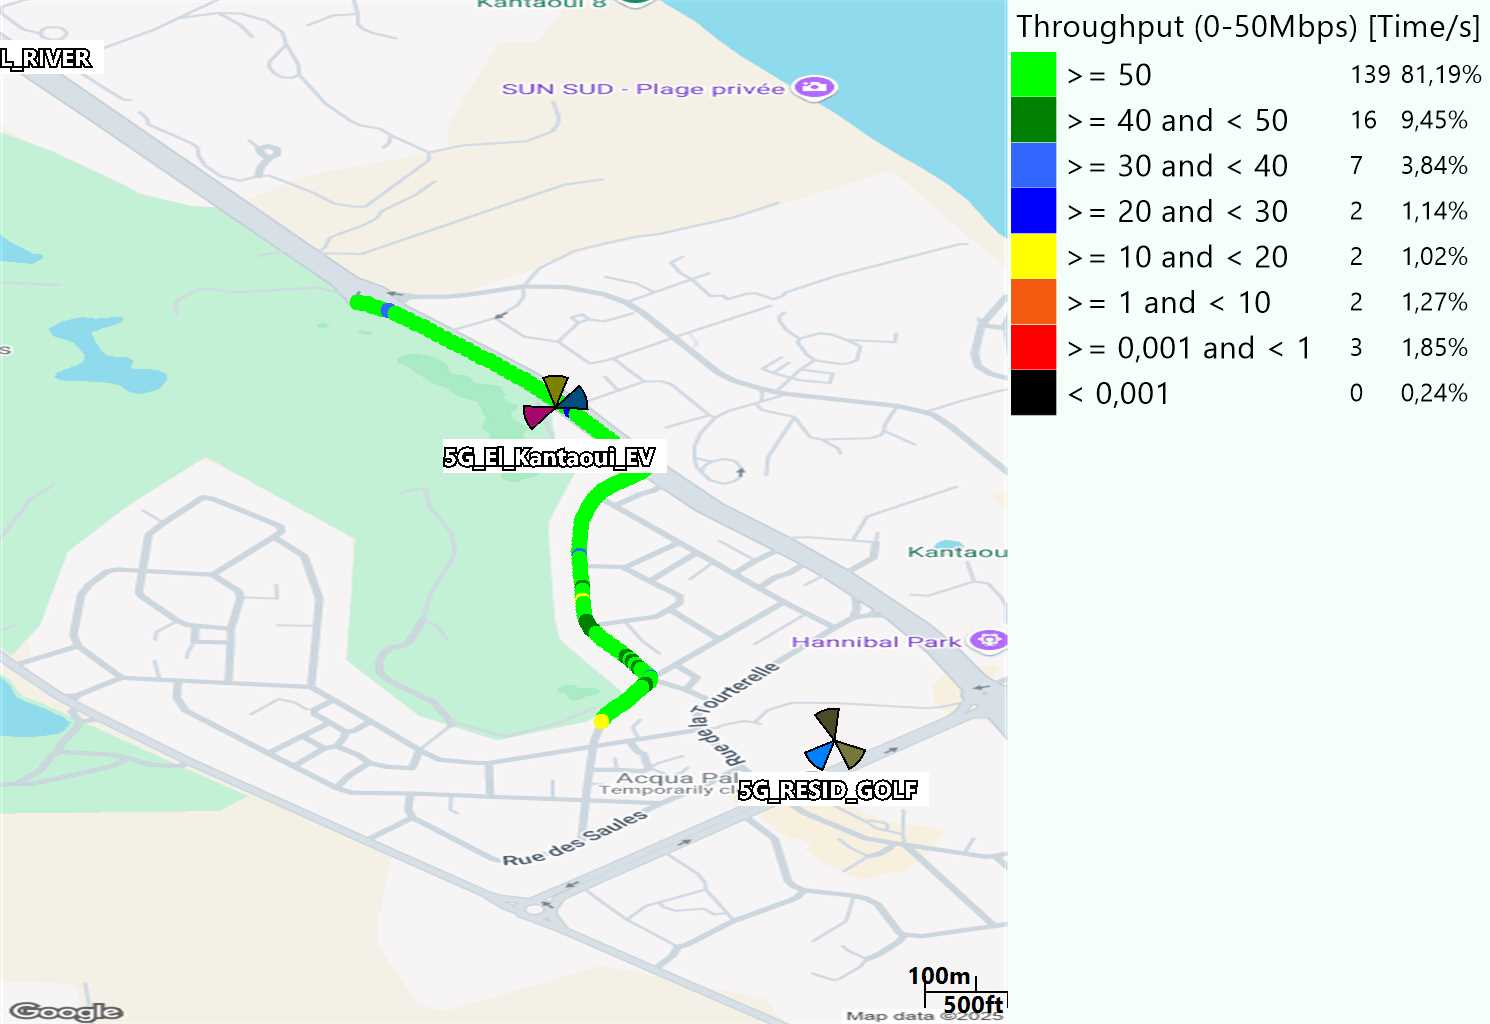 Kantaoui 8
L_RIVER
SUN SUD - Plage privée
s
5G_El_Kantaoui_EV
Kantaou
Hannibal Park
Rue de la Tourterelle
Acqua Pal
Temporarily cl
5G_RESID_GOLF
Rue des Saules
100m
500ft
Google
Map data ©2025
Throughput (0-50Mbps) [Time/s]
>= 50 139 81,19%
>= 40 and < 50 16 9,45%
>= 30 and < 40 7 3,84%
>= 20 and < 30 2 1,14%
>= 10 and < 20 2 1,02%
>= 1 and < 10 2 1,27%
>= 0,001 and < 1 3 1,85%
< 0,001 0 0,24%